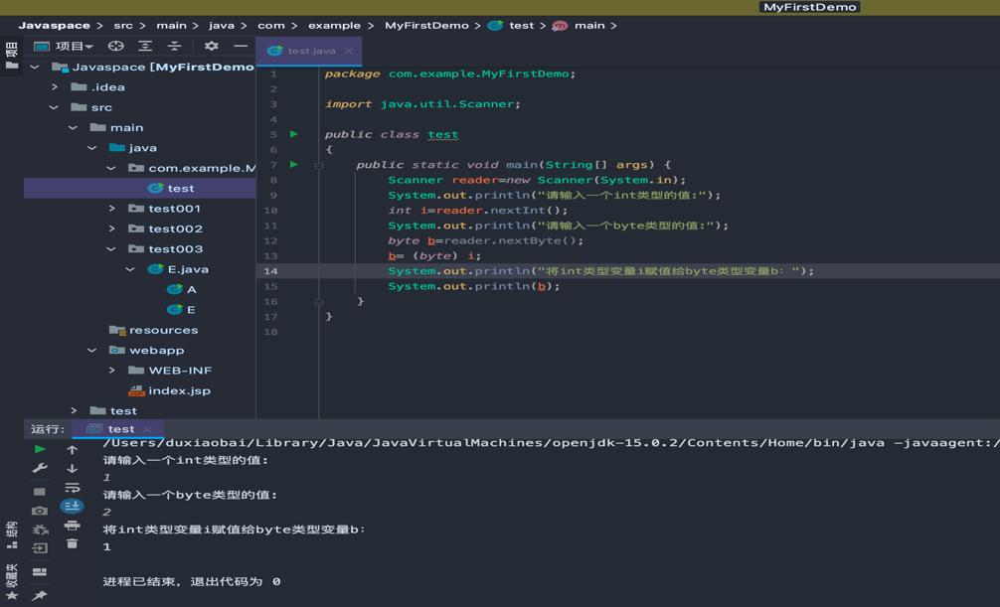 MyFirstDemo
Javaspace > src > main > java > com > example > MyFirstDemo > test > m main >
项目
项目
test.java ×
Javaspace [MyFirstDemo
.idea
src
main
java
com.example.M
test
test001
test002
test003
E.java
A
E
resources
webapp
WEB-INF
JSP index.jsp
test
1 package com.example.MyFirstDemo;
2
3 import java.util.Scanner;
4
5 public class test
6 {
7 public static void main(String[] args) {
8 Scanner reader=new Scanner(System.in);
9 System.out.println("请输入一个int类型的值:");
10 int i=reader.nextInt();
11 System.out.println("请输入一个byte类型的值:");
12 byte b=reader.nextByte();
13 b= (byte) i;
14 System.out.println("将int类型变量i赋值给byte类型变量b：");
15 System.out.println(b);
16 }
17 }
18
运行: test ×
/Users/duxiaobai/Library/Java/JavaVirtualMachines/openjdk-15.0.2/Contents/Home/bin/java -javaagent:/
请输入一个int类型的值:
1
请输入一个byte类型的值:
2
将int类型变量i赋值给byte类型变量b：
1
进程已结束，退出代码为 0
结构
收藏夹